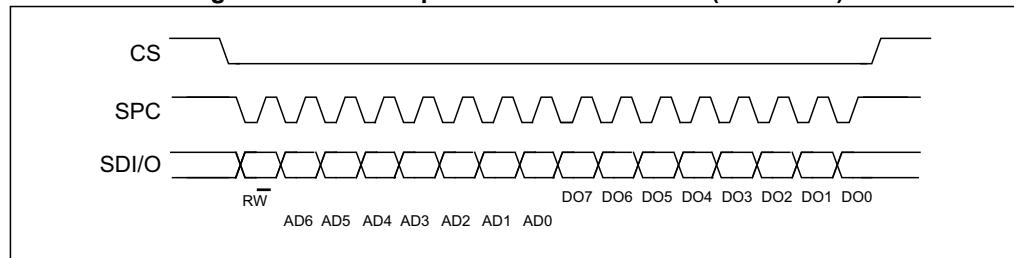 CS
SPC
SDI/O
RW
DO7 DO6 DO5 DO4 DO3 DO2 DO1 DO0
AD6 AD5 AD4 AD3 AD2 AD1 AD0